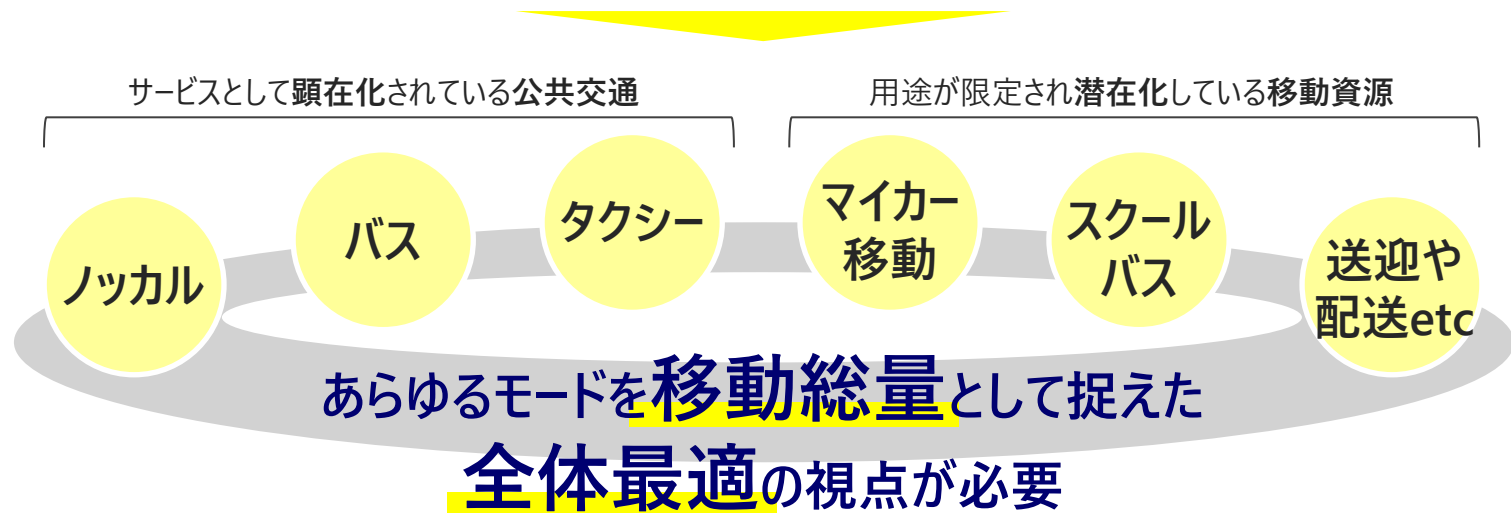 サービスとして顕在化されている公共交通
用途が限定され潜在化している移動資源
ノッカル
バス
タクシー
マイカー
移動
スクール
バス
送迎や
配送etc
あらゆるモードを移動総量として捉えた
全体最適の視点が必要